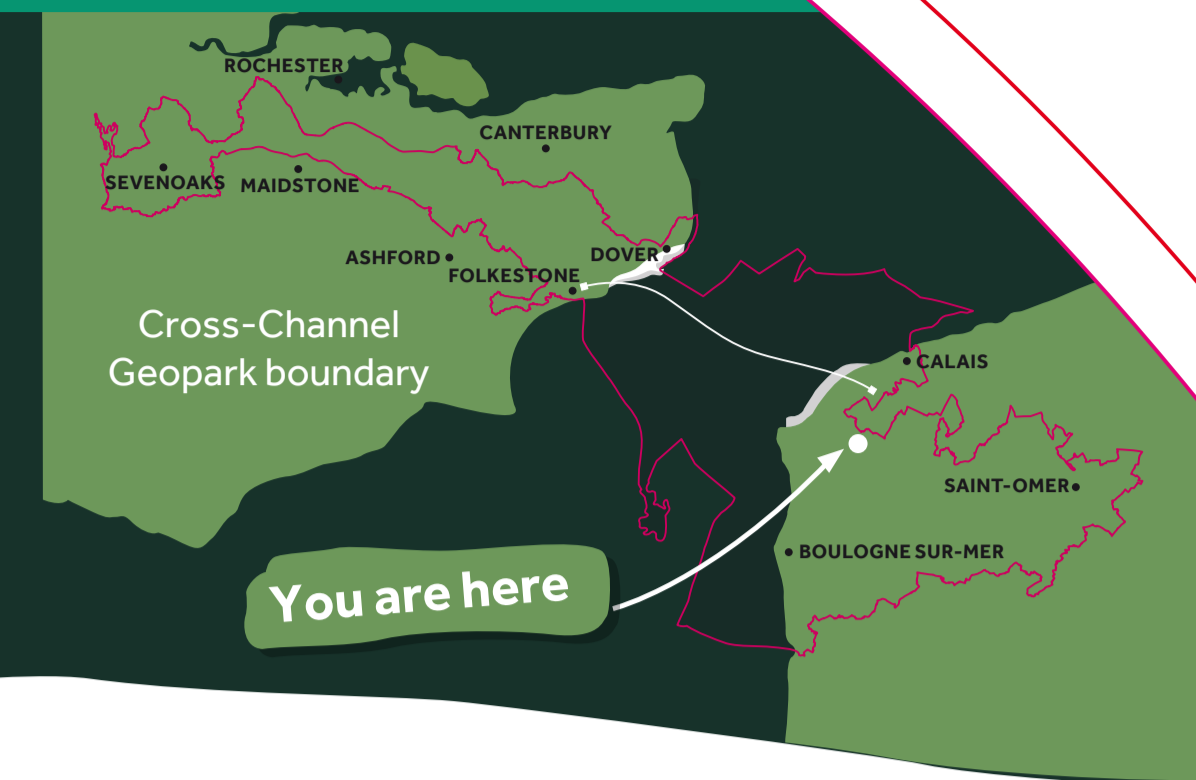 ROCHESTER
CANTERBURY
SEVENOAKS
MAIDSTONE
ASHFORD
DOVER
FOLKESTONE
Cross-Channel
Geopark boundary
CALAIS
SAINT-OMER
BOULOGNE SUR-MER
You are here